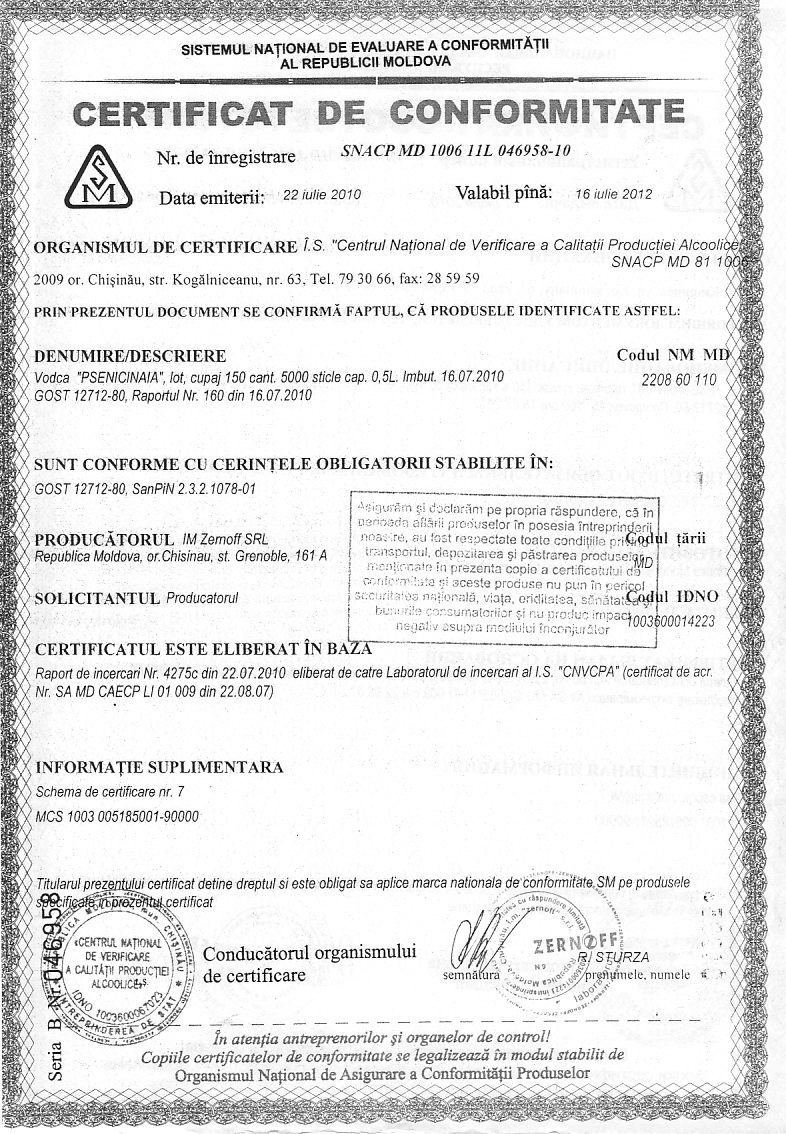 SISTEMUL NAȚIONAL DE EVALUARE A CONFORMITĂȚII
AL REPUBLICII MOLDOVA
CERTIFICAT DE CONFORMITATE
Nr. de înregistrare SNACP MD 1006 11L 046958-10
Data emiterii: 22 iulie 2010 Valabil pînă: 16 iulie 2012
SM
ORGANISMUL DE CERTIFICARE Î.S. "Centrul Național de Verificare a Calitații Producției Alcoolice
SNACP MD 81 1006
2009 or. Chișinău, str. Kogălniceanu, nr. 63, Tel. 79 30 66, fax: 28 59 59
PRIN PREZENTUL DOCUMENT SE CONFIRMĂ FAPTUL, CĂ PRODUSELE IDENTIFICATE ASTFEL:
DENUMIRE/DESCRIERE Codul NM MD
Vodca "PSENICINAIA", lot, cupaj 150 cant. 5000 sticle cap. 0,5L. Imbut. 16.07.2010 2208 60 110
GOST 12712-80, Raportul Nr. 160 din 16.07.2010
SUNT CONFORME CU CERINȚELE OBLIGATORII STABILITE ÎN:
GOST 12712-80, SanPiN 2.3.2.1078-01
Asigurăm și declarăm pe propria răspundere, că în
perioada aflării produselor în posesia întreprinderii
noastre, au fost respectate toate condițiile privind
transportul, depozitarea și păstrarea produselor
menționate în prezenta copie a certificatului de
conformitate și aceste produse nu pun în pericol
securitatea națională, viața, eriditatea, sănătatea și
bunurile consumatorilor și nu produc impact
negativ asupra mediului înconjurător
PRODUCĂTORUL IM Zernoff SRL Codul țării
Republica Moldova, or.Chisinau, st. Grenoble, 161 A MD
SOLICITANTUL Producatorul Codul IDNO
1003600014223
CERTIFICATUL ESTE ELIBERAT ÎN BAZA
Raport de incercari Nr. 4275c din 22.07.2010 eliberat de catre Laboratorul de incercari al I.S. "CNVCPA" (certificat de acr.
Nr. SA MD CAECP LI 01 009 din 22.08.07)
INFORMAȚIE SUPLIMENTARA
Schema de certificare nr. 7
MCS 1003 005185001-90000
Titularul prezentului certificat detine dreptul si este obligat sa aplice marca nationala de conformitate SM pe produsele
specificate in prezentul certificat
Seria B Nr. 046958
«CENTRUL NAȚIONAL
DE VERIFICARE
A CALITĂȚII PRODUCȚIEI
ALCOOLICE»
IDNO 1003600067023
ÎNTREPRINDEREA DE STAT
Conducătorul organismului
de certificare
ZERNOFF
R. STURZA
semnătura prenumele, numele
În atenția antreprenorilor și organelor de control!
Copiile certificatelor de conformitate se legalizează în modul stabilit de
Organismul Național de Asigurare a Conformității Produselor